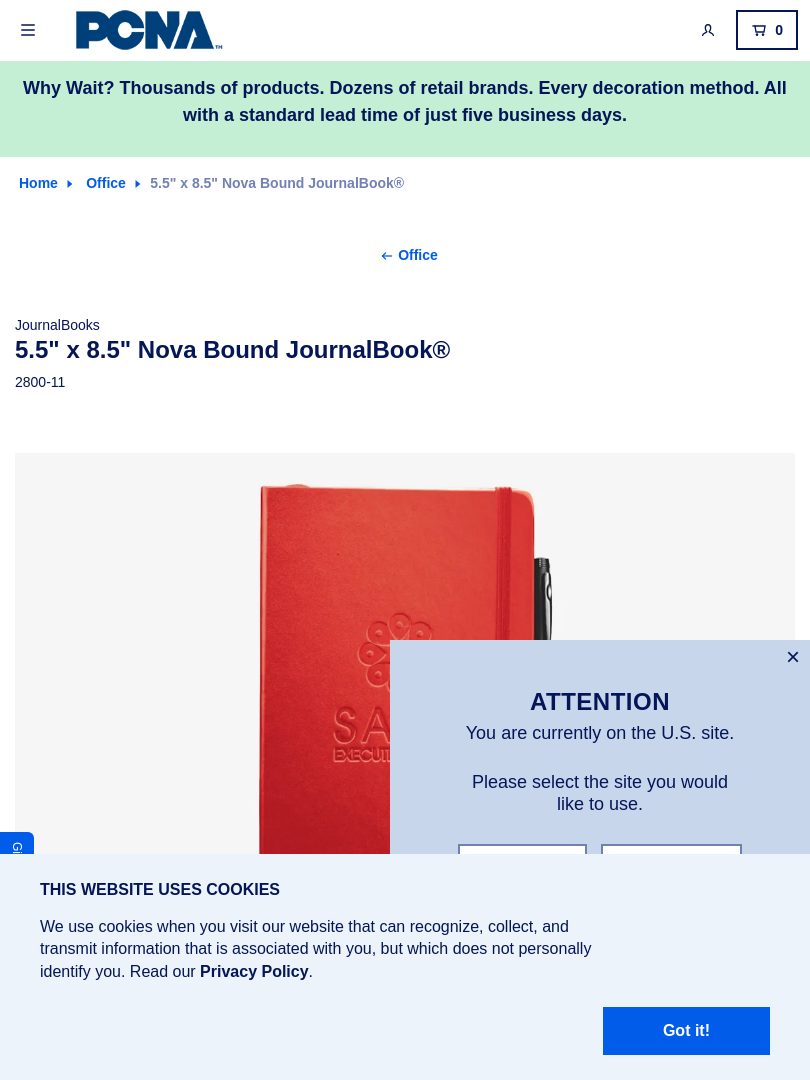 PCNA™
0
Why Wait? Thousands of products. Dozens of retail brands. Every decoration method. All
with a standard lead time of just five business days.
Home
Office
5.5" x 8.5" Nova Bound JournalBook®
← Office
JournalBooks
5.5" x 8.5" Nova Bound JournalBook®
2800-11
ATTENTION
You are currently on the U.S. site.
Please select the site you would
like to use.
THIS WEBSITE USES COOKIES
We use cookies when you visit our website that can recognize, collect, and
transmit information that is associated with you, but which does not personally
identify you. Read our Privacy Policy.
Got it!